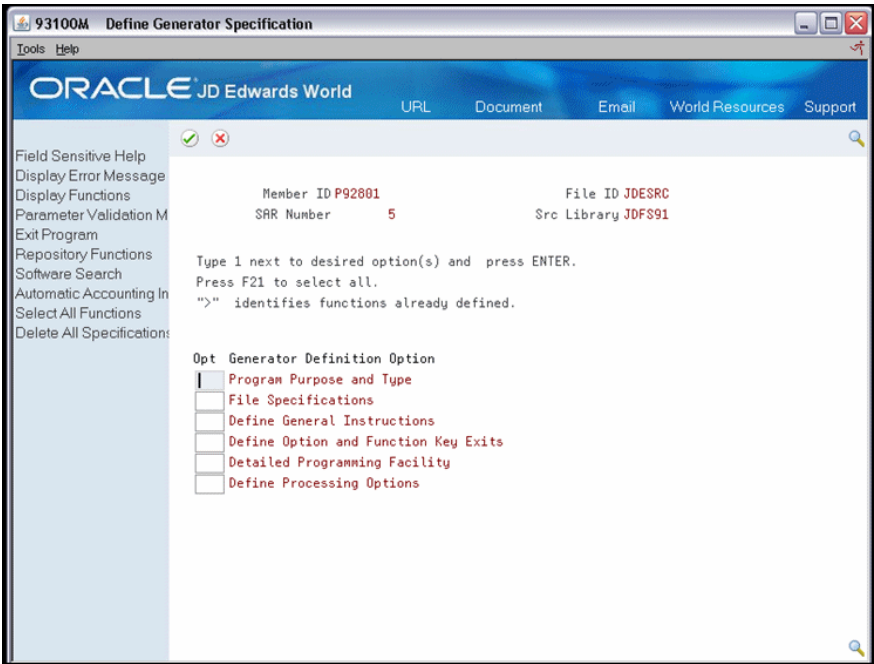 93100M Define Generator Specification
Tools Help
ORACLE JD Edwards World
URL Document Email World Resources Support
Field Sensitive Help
Display Error Message
Display Functions
Parameter Validation M
Exit Program
Repository Functions
Software Search
Automatic Accounting In
Select All Functions
Delete All Specifications
Member ID P92801 File ID JDESRC
SAR Number 5 Src Library JDFS91
Type 1 next to desired option(s) and press ENTER.
Press F21 to select all.
">" identifies functions already defined.
Opt Generator Definition Option
Program Purpose and Type
File Specifications
Define General Instructions
Define Option and Function Key Exits
Detailed Programming Facility
Define Processing Options